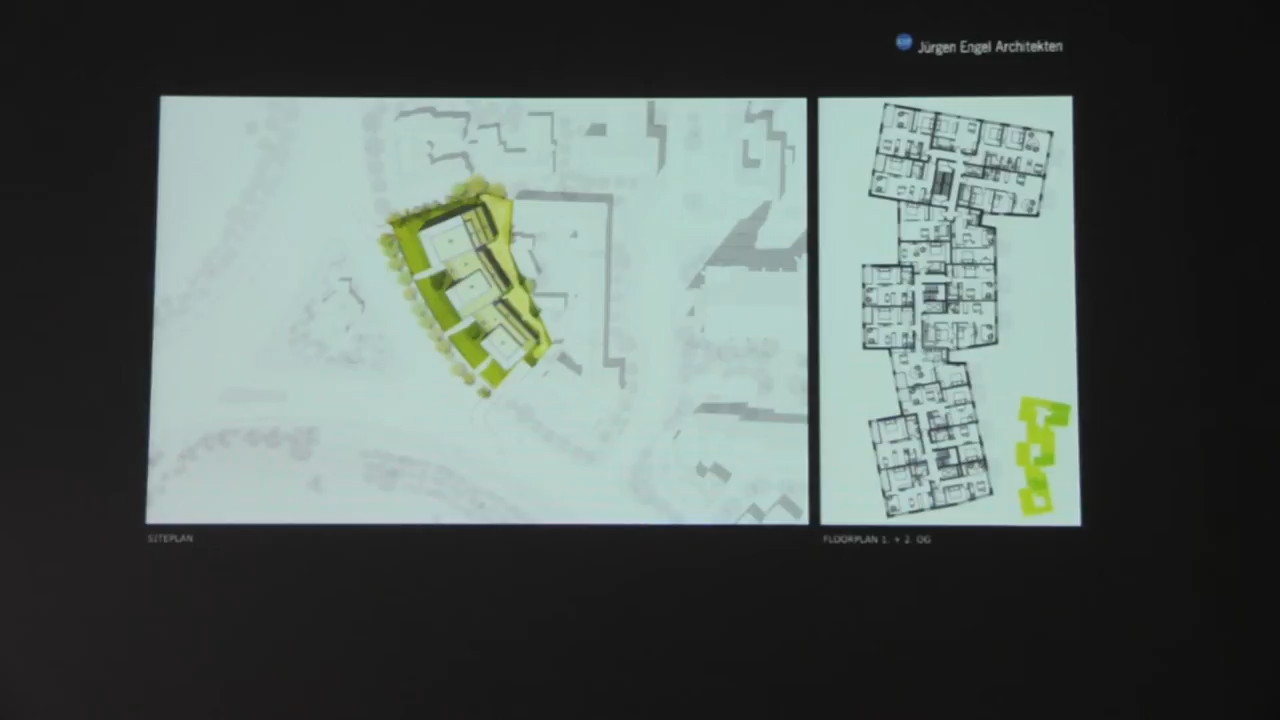 Jürgen Engel Architekten
SITEPLAN
FLOORPLAN 1. + 2. OG